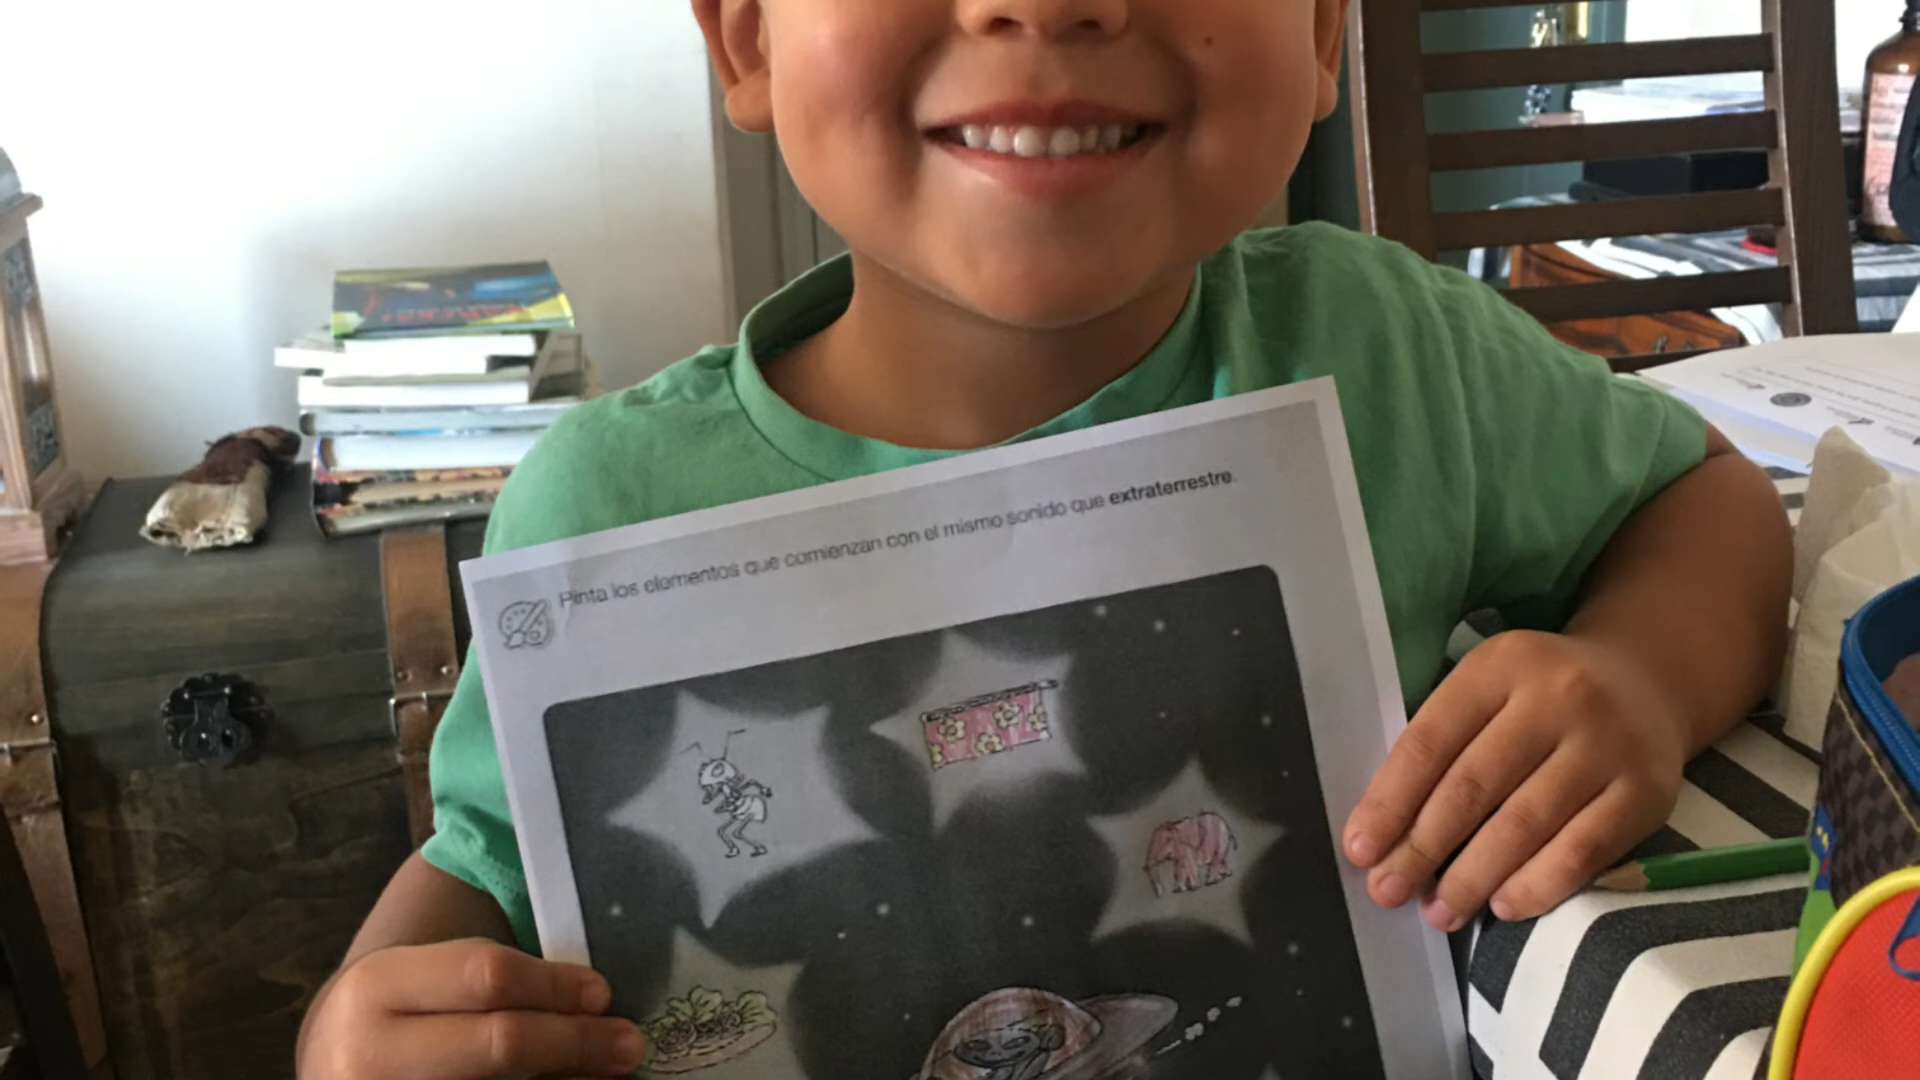 Pinta los elementos que comienzan con el mismo sonido que extraterrestre.